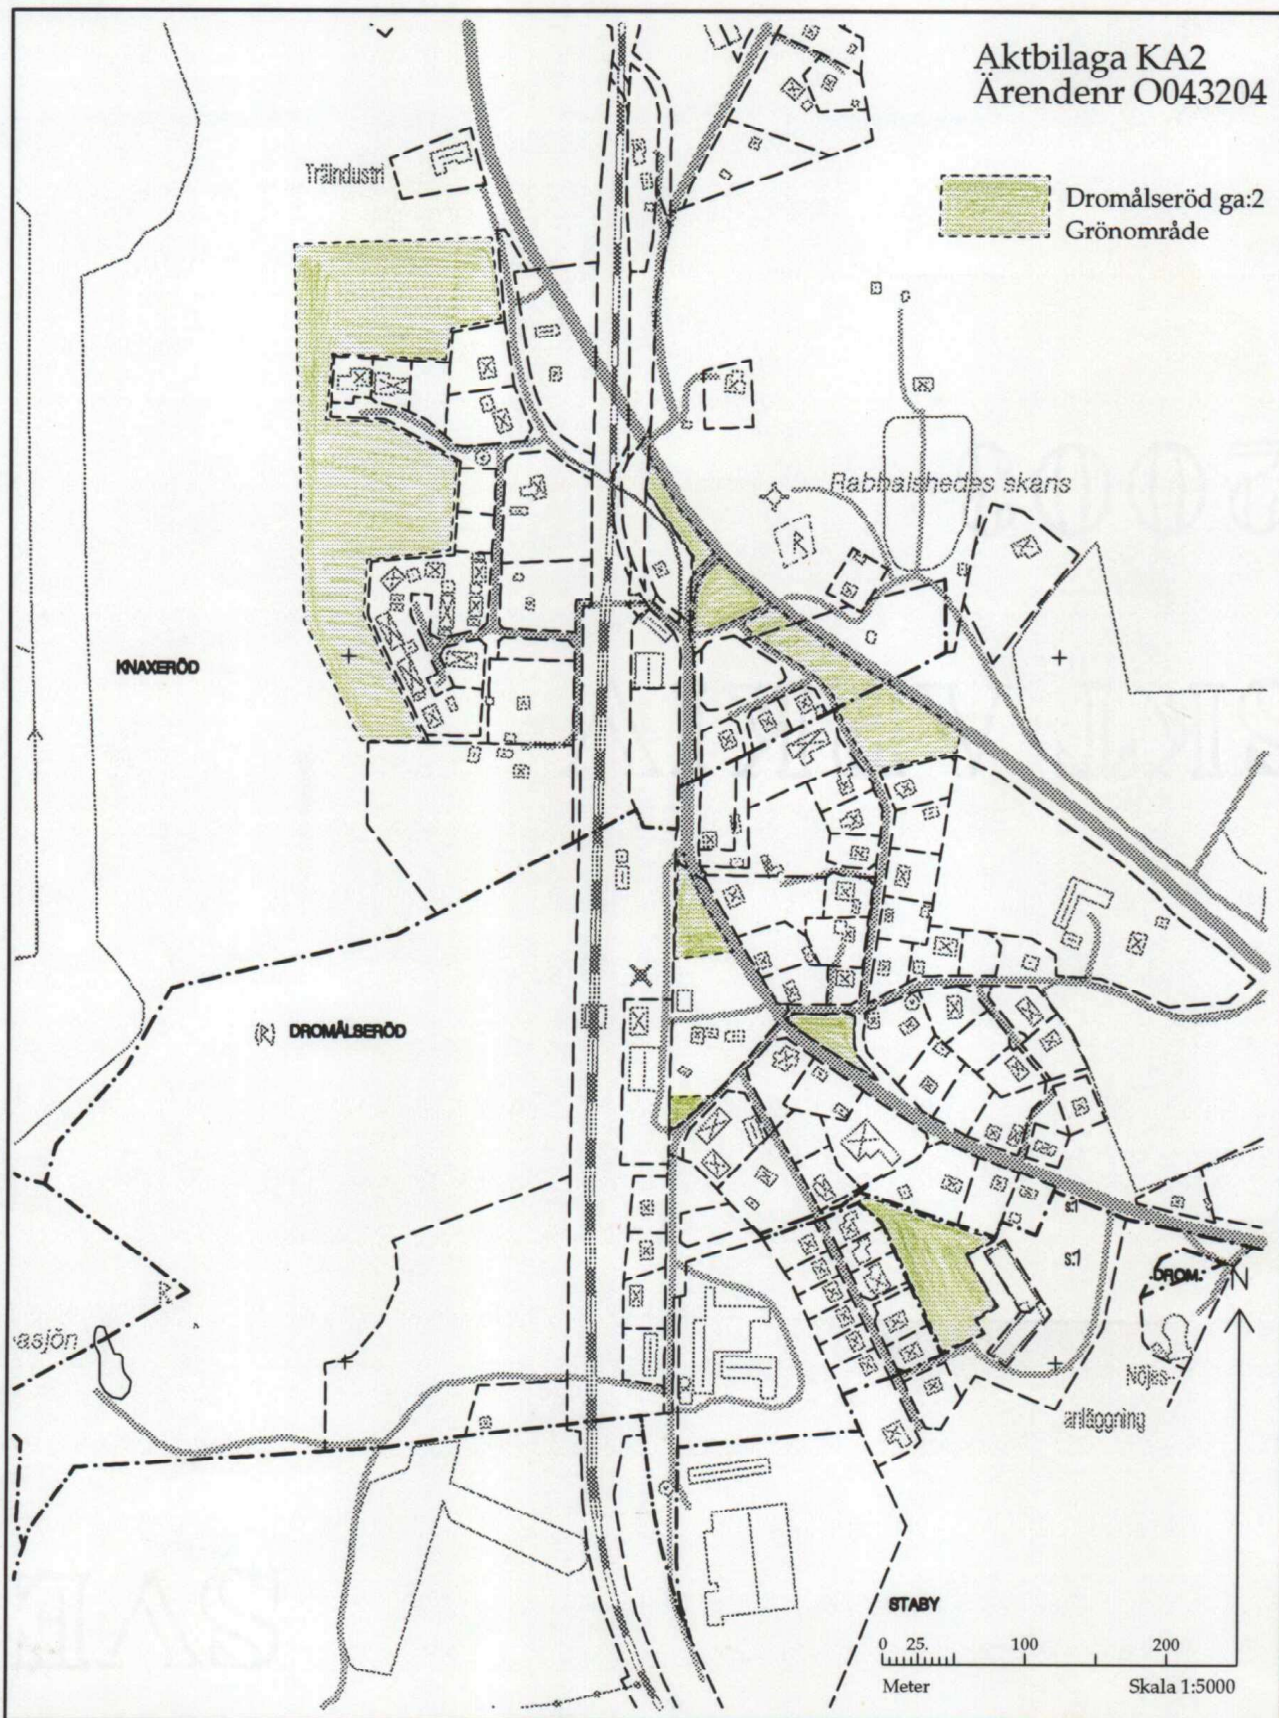 Aktbilaga KA2
Ärendenr O043204
Träindustri
Dromålseröd ga:2
Grönområde
Rabbalshedes skans
R
KNAXERÖD
(R) DROMÅLSERÖD
s:1
s:1
DROM.
N
R
asjön
Nöjes-
anläggning
STABY
0 25. 100 200
Meter Skala 1:5000